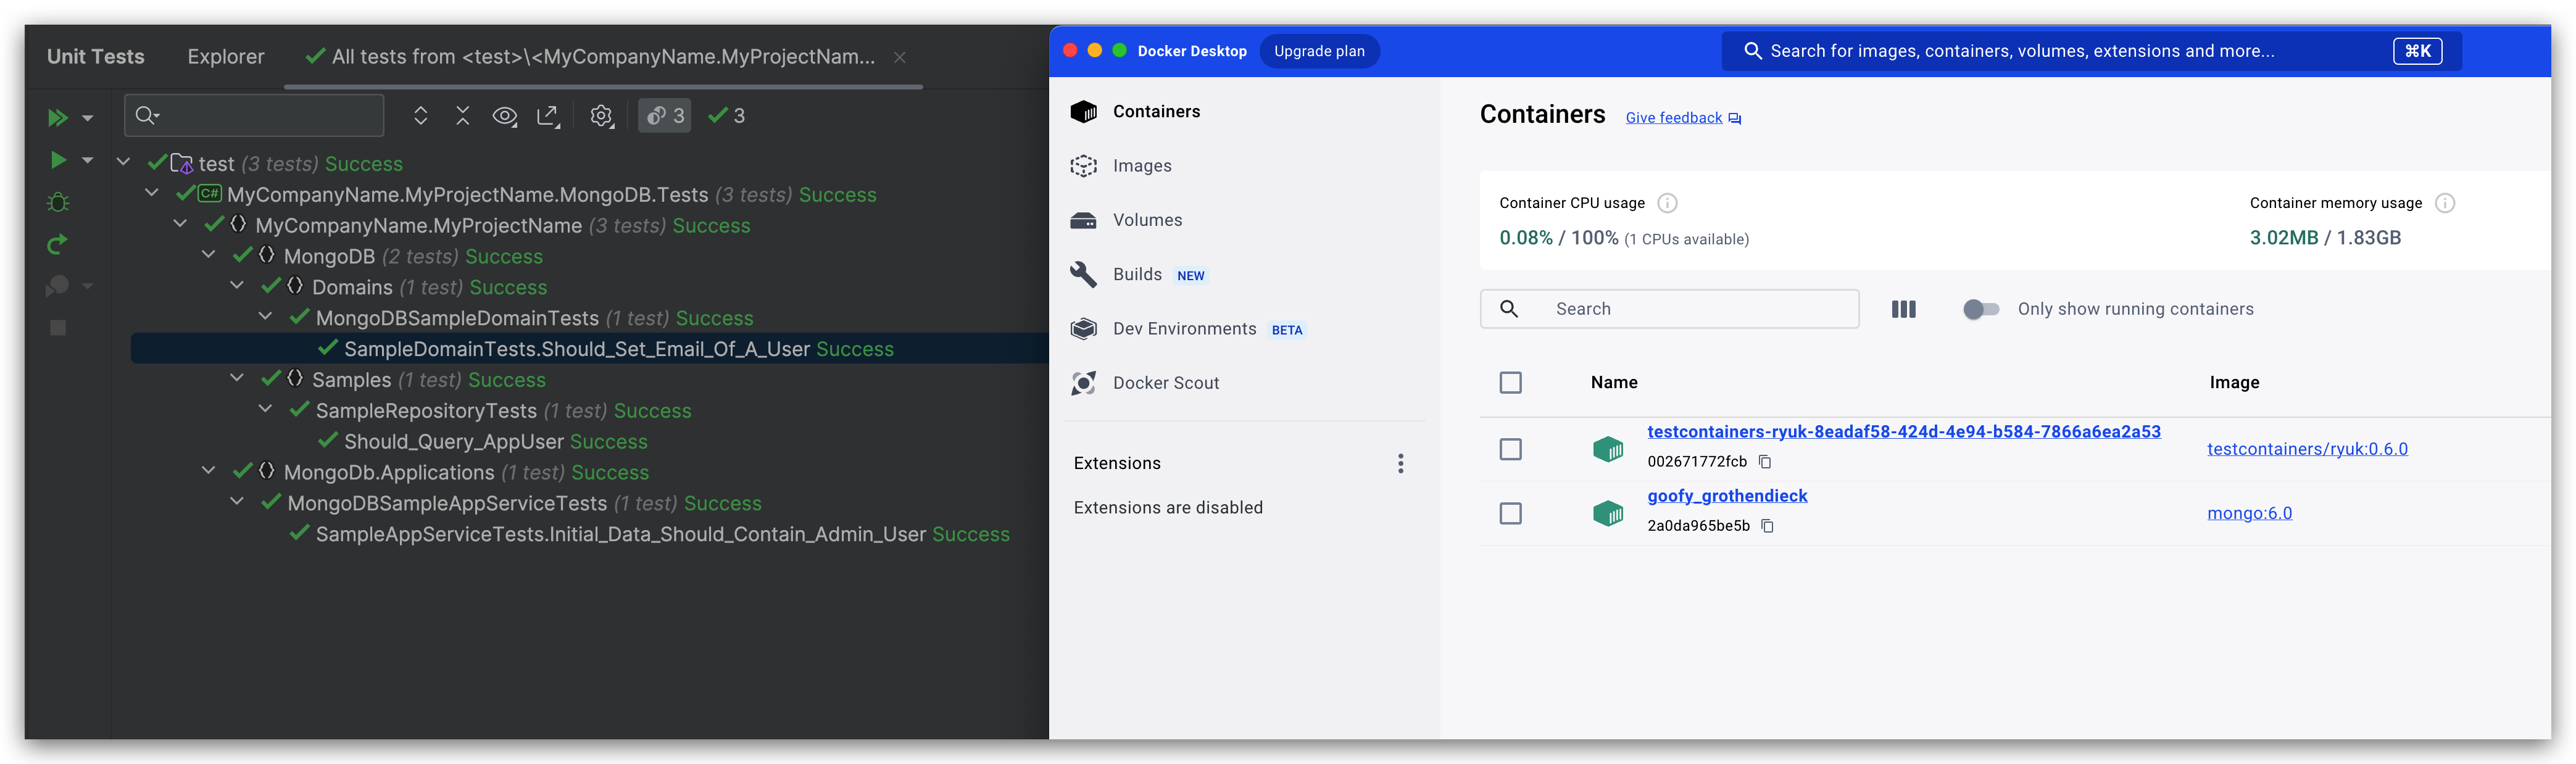 Unit Tests Explorer All tests from <test>\<MyCompanyName.MyProjectNam...
3 3
test (3 tests) Success
C# MyCompanyName.MyProjectName.MongoDB.Tests (3 tests) Success
MyCompanyName.MyProjectName (3 tests) Success
MongoDB (2 tests) Success
Domains (1 test) Success
MongoDBSampleDomainTests (1 test) Success
SampleDomainTests.Should_Set_Email_Of_A_User Success
Samples (1 test) Success
SampleRepositoryTests (1 test) Success
Should_Query_AppUser Success
MongoDb.Applications (1 test) Success
MongoDBSampleAppServiceTests (1 test) Success
SampleAppServiceTests.Initial_Data_Should_Contain_Admin_User Success
Docker Desktop Upgrade plan Search for images, containers, volumes, extensions and more... ⌘K
Containers
Images
Volumes
Builds NEW
Dev Environments BETA
Docker Scout
Extensions
Extensions are disabled
Containers Give feedback
Container CPU usage
0.08% / 100% (1 CPUs available)
Container memory usage
3.02MB / 1.83GB
Search Only show running containers
Name Image
testcontainers-ryuk-8eadaf58-424d-4e94-b584-7866a6ea2a53
002671772fcb
testcontainers/ryuk:0.6.0
goofy_grothendieck
2a0da965be5b
mongo:6.0